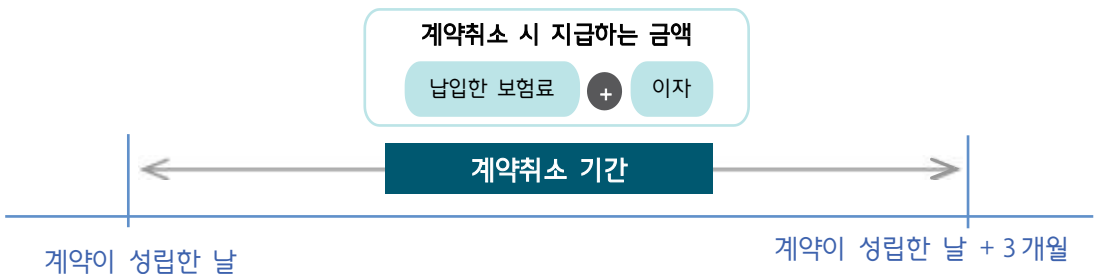 계약취소 시 지급하는 금액
납입한 보험료 + 이자
계약취소 기간
계약이 성립한 날
계약이 성립한 날 + 3개월